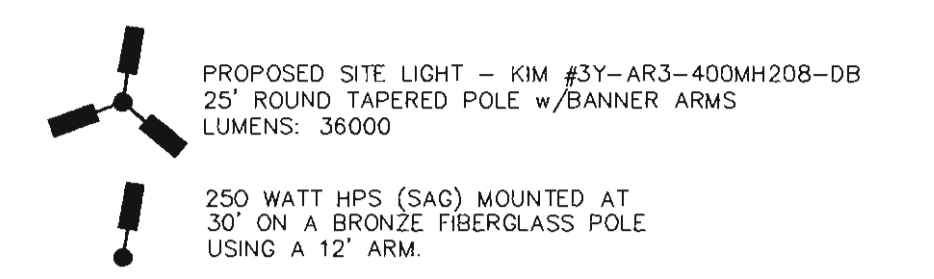 PROPOSED SITE LIGHT – KIM #3Y-AR3-400MH208-DB
25' ROUND TAPERED POLE w/BANNER ARMS
LUMENS: 36000
250 WATT HPS (SAG) MOUNTED AT
30' ON A BRONZE FIBERGLASS POLE
USING A 12' ARM.